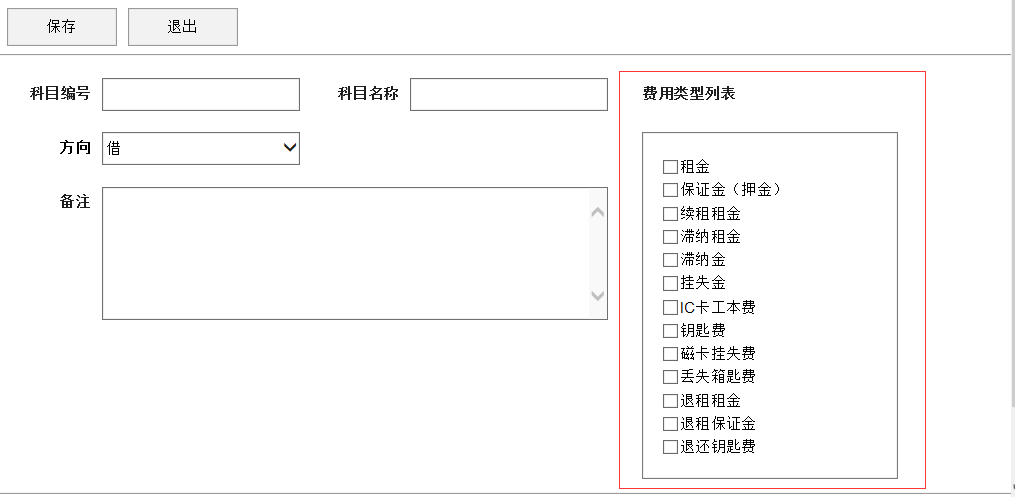 保存 退出
科目编号 科目名称 费用类型列表
方向 借
备注
租金
保证金（押金）
续租租金
滞纳租金
滞纳金
挂失金
IC卡工本费
钥匙费
磁卡挂失费
丢失箱匙费
退租租金
退租保证金
退还钥匙费